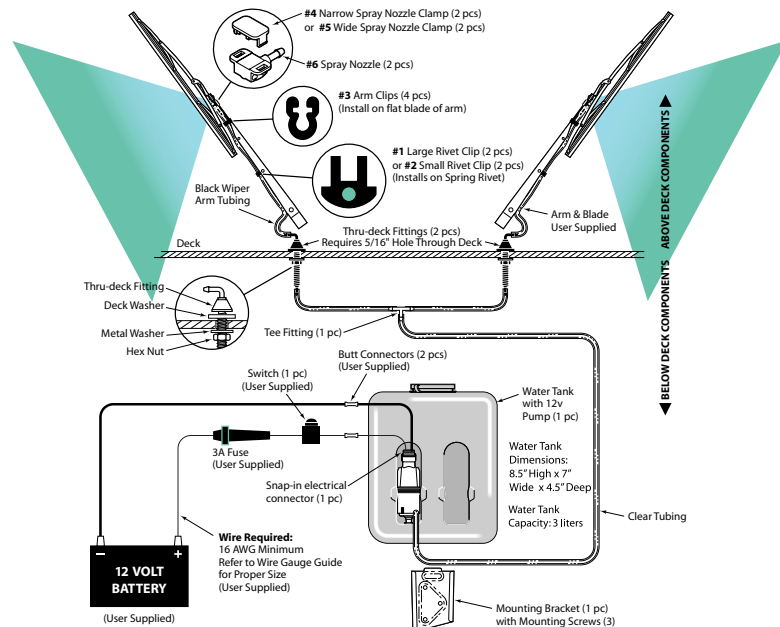 #4 Narrow Spray Nozzle Clamp (2 pcs)
or #5 Wide Spray Nozzle Clamp (2 pcs)
#6 Spray Nozzle (2 pcs)
#3 Arm Clips (4 pcs)
(Install on flat blade of arm)
#1 Large Rivet Clip (2 pcs)
or #2 Small Rivet Clip (2 pcs)
(Installs on Spring Rivet)
Black Wiper
Arm Tubing
Arm & Blade
User Supplied
Thru-deck Fittings (2 pcs)
Requires 5/16" Hole Through Deck
Deck
ABOVE DECK COMPONENTS
BELOW DECK COMPONENTS
Thru-deck Fitting
Deck Washer
Metal Washer
Hex Nut
Tee Fitting (1 pc)
Butt Connectors (2 pcs)
(User Supplied)
Switch (1 pc)
(User Supplied)
Water Tank
with 12v
Pump (1 pc)
3A Fuse
(User Supplied)
Snap-in electrical
connector (1 pc)
Water Tank
Dimensions:
8.5" High x 7"
Wide x 4.5" Deep
Water Tank
Capacity: 3 liters
Clear Tubing
Wire Required:
16 AWG Minimum
Refer to Wire Gauge Guide
for Proper Size
(User Supplied)
– +
12 VOLT
BATTERY
(User Supplied)
Mounting Bracket (1 pc)
with Mounting Screws (3)